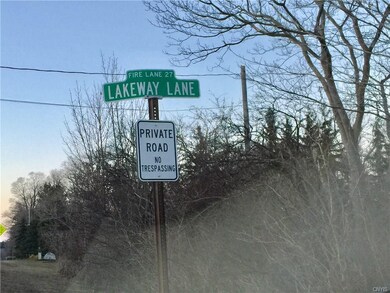 FIRE LANE 27
LAKEWAY LANE
PRIVATE
ROAD
NO
TRESPASSING